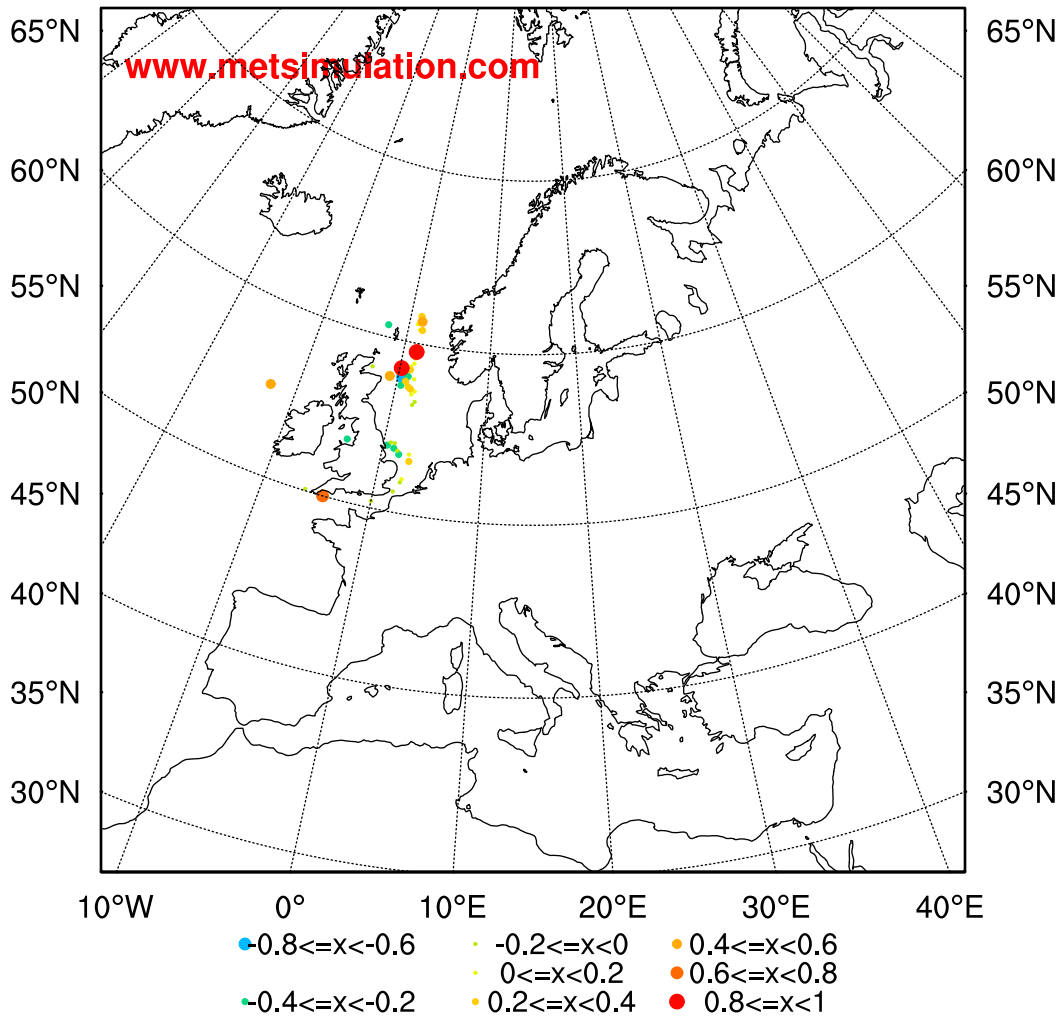 65°N 65°N
www.metsimulation.com
60°N 60°N
55°N 55°N
50°N 50°N
45°N 45°N
40°N 40°N
35°N 35°N
30°N 30°N
10°W 0° 10°E 20°E 30°E 40°E
-0.8<=x<-0.6 -0.2<=x<0 0.4<=x<0.6
0<=x<0.2 0.6<=x<0.8
-0.4<=x<-0.2 0.2<=x<0.4 0.8<=x<1